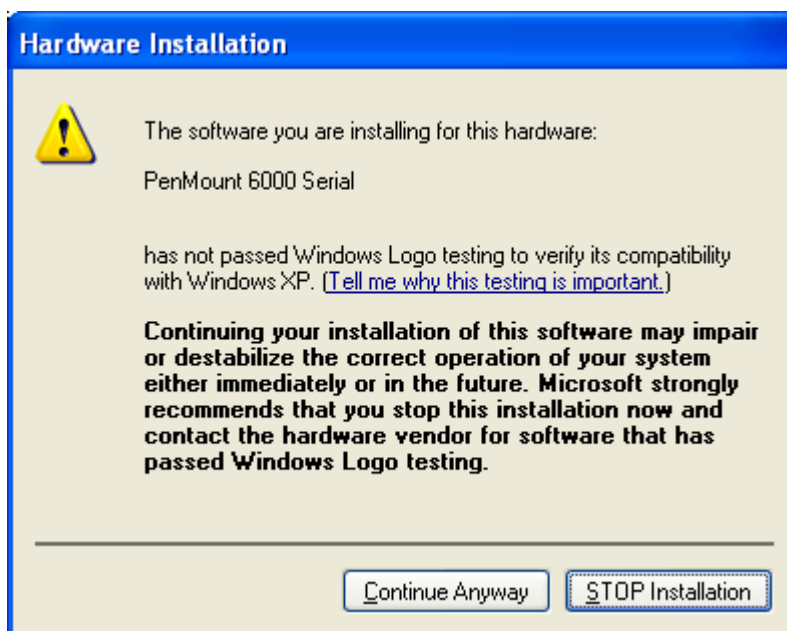 Hardware Installation
The software you are installing for this hardware:
PenMount 6000 Serial
has not passed Windows Logo testing to verify its compatibility
with Windows XP. (Tell me why this testing is important.)
Continuing your installation of this software may impair
or destabilize the correct operation of your system
either immediately or in the future. Microsoft strongly
recommends that you stop this installation now and
contact the hardware vendor for software that has
passed Windows Logo testing.
Continue Anyway STOP Installation